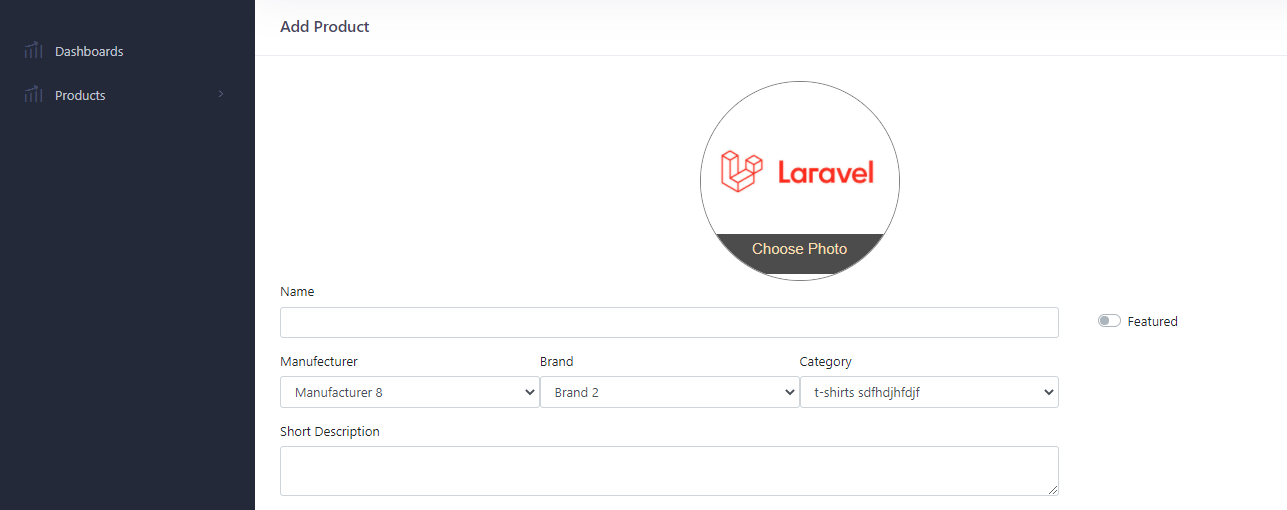 Add Product
Dashboards
Products
Laravel
Choose Photo
Name
Featured
Manufecturer Brand Category
Manufacturer 8 Brand 2 t-shirts sdfhdjhfdjf
Short Description